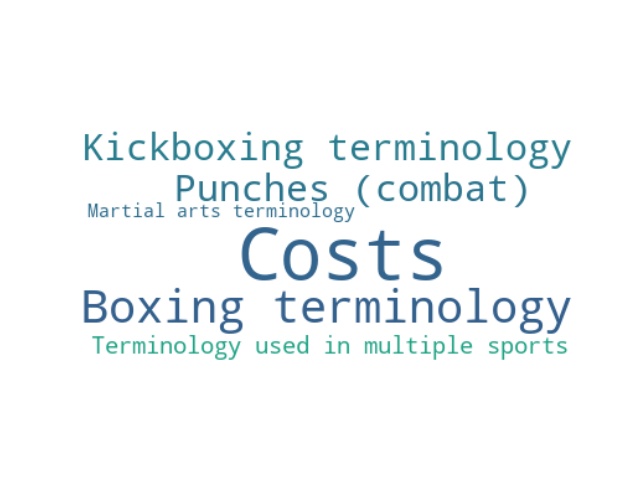 Kickboxing terminology
Punches (combat)
Martial arts terminology
Costs
Boxing terminology
Terminology used in multiple sports